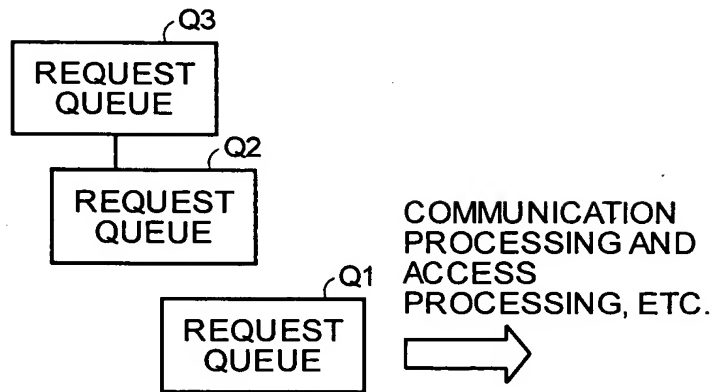 Q3
REQUEST
QUEUE
Q2
REQUEST
QUEUE
COMMUNICATION
PROCESSING AND
ACCESS
PROCESSING, ETC.
Q1
REQUEST
QUEUE